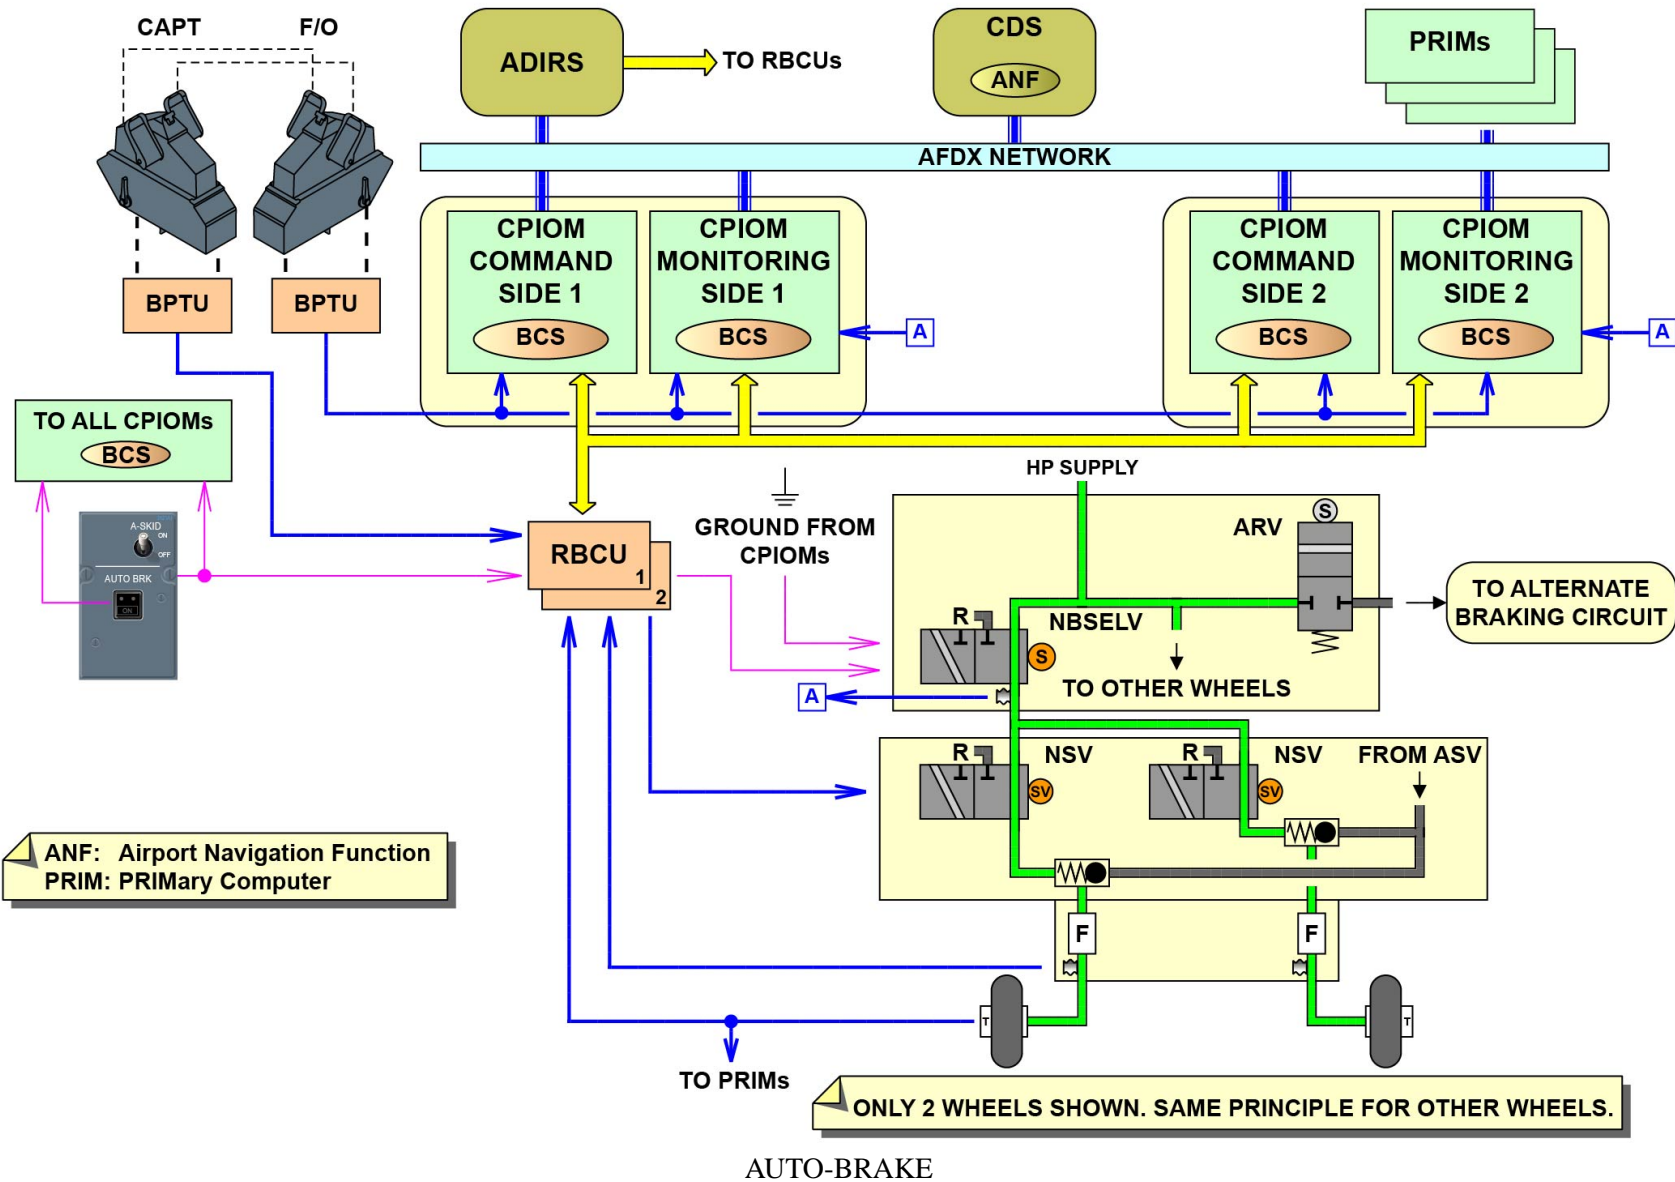 CAPT
F/O
ADIRS
TO RBCUs
CDS
ANF
PRIMs
AFDX NETWORK
CPIOM
COMMAND
SIDE 1
BCS
CPIOM
MONITORING
SIDE 1
BCS
A
CPIOM
COMMAND
SIDE 2
BCS
CPIOM
MONITORING
SIDE 2
BCS
A
BPTU
BPTU
TO ALL CPIOMs
BCS
A-SKID
ON
OFF
AUTO BRK
ON
RBCU
1
2
GROUND FROM
CPIOMs
HP SUPPLY
ARV
S
R
NBSELV
S
TO OTHER WHEELS
TO ALTERNATE
BRAKING CIRCUIT
A
R
NSV
SV
R
NSV
SV
FROM ASV
F
F
T
T
TO PRIMs
ANF: Airport Navigation Function
PRIM: PRIMary Computer
ONLY 2 WHEELS SHOWN. SAME PRINCIPLE FOR OTHER WHEELS.
AUTO-BRAKE